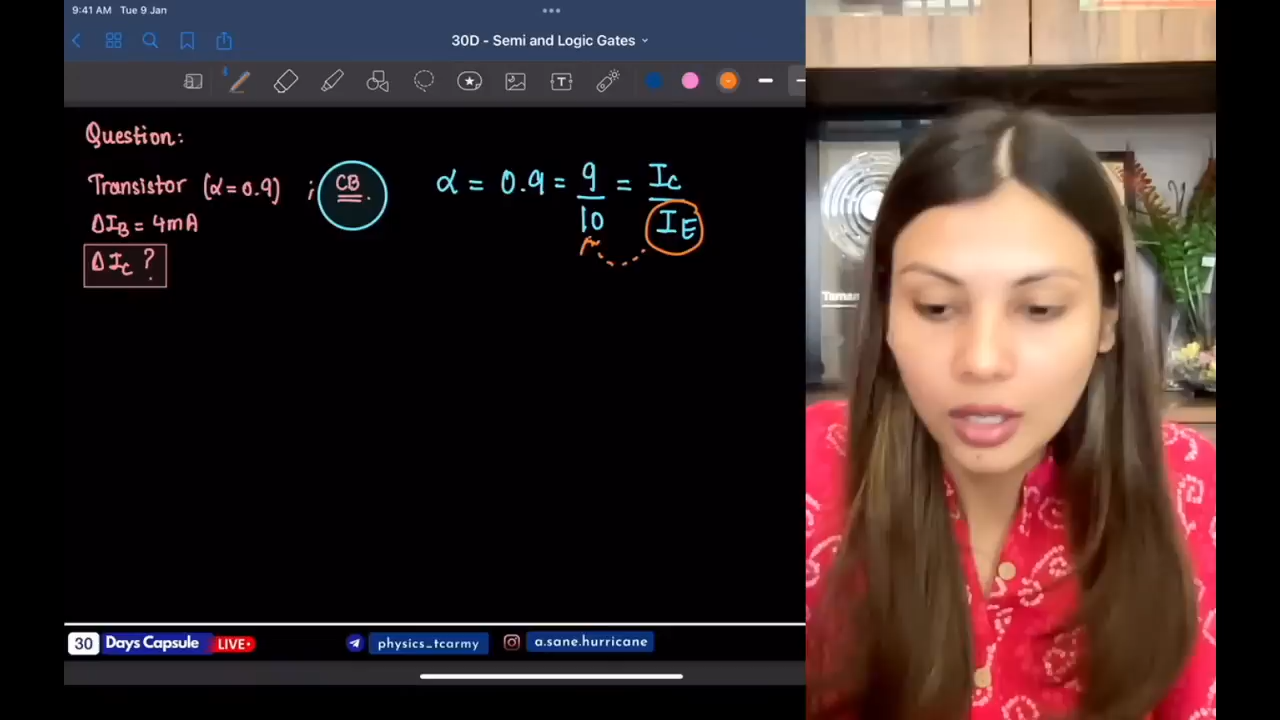 9:41 AM Tue 9 Jan
30D - Semi and Logic Gates
T
Question:
Transistor (α = 0.9) ; CB
ΔI_B = 4mA
ΔI_C ?
α = 0.9 = 9/10 = I_C/I_E
30 Days Capsule LIVE
physics_tcarmy
a.sane.hurricane